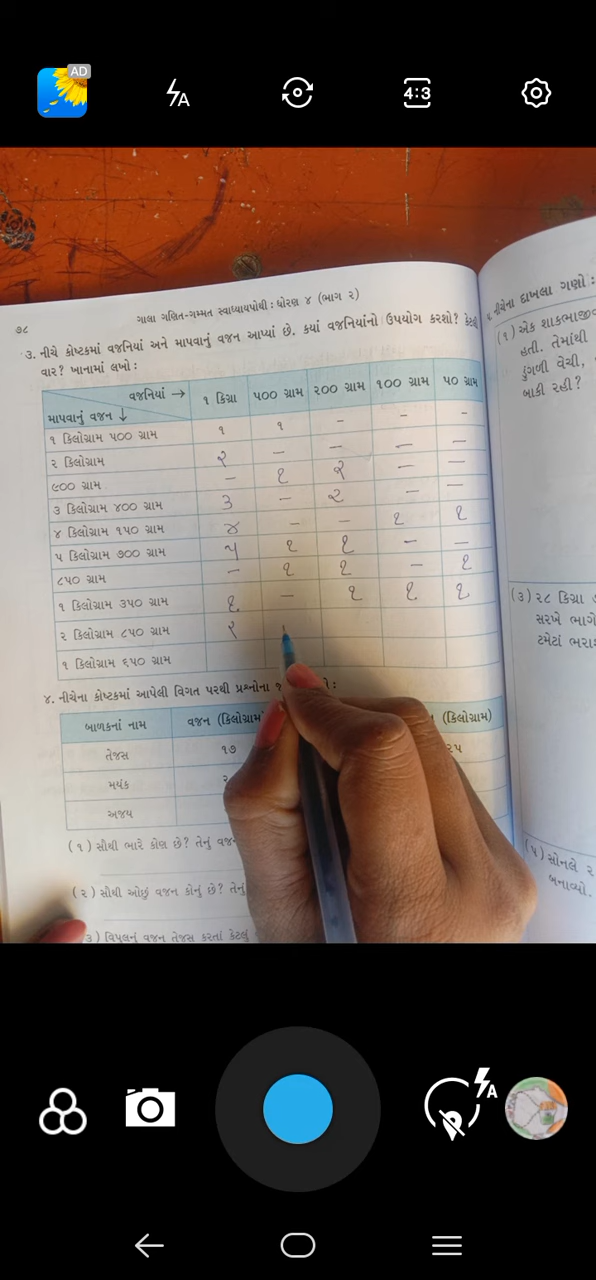 AD
A
4:3
૭૮
ગાલા ગણિત-ગમ્મત સ્વાધ્યાયપોથી : ધોરણ ૪ (ભાગ ૨)
૩. નીચે કોષ્ટકમાં વજનિયાં અને માપવાનું વજન આપ્યાં છે. કયાં વજનિયાંનો ઉપયોગ કરશો? કેટલી
વાર? ખાનામાં લખો :
વજનિયાં → ૧ કિગ્રા ૫૦૦ ગ્રામ ૨૦૦ ગ્રામ ૧૦૦ ગ્રામ ૫૦ ગ્રામ
માપવાનું વજન ↓
૧ કિલોગ્રામ ૫૦૦ ગ્રામ ૧ ૧ – – –
૨ કિલોગ્રામ ૨ – – – –
૯૦૦ ગ્રામ – ૧ ૨ – –
૩ કિલોગ્રામ ૪૦૦ ગ્રામ ૩ – ૨ – –
૪ કિલોગ્રામ ૧૫૦ ગ્રામ ૪ – – ૧ ૧
૫ કિલોગ્રામ ૭૦૦ ગ્રામ ૫ ૧ ૧ – –
૮૫૦ ગ્રામ – ૧ ૧ – ૧
૧ કિલોગ્રામ ૩૫૦ ગ્રામ ૧ – ૧ ૧ ૧
૨ કિલોગ્રામ ૮૫૦ ગ્રામ ૨
૧ કિલોગ્રામ ૬૫૦ ગ્રામ
૪. નીચેના કોષ્ટકમાં આપેલી વિગત પરથી પ્રશ્નોના
બાળકનાં નામ વજન (કિલોગ્રામ) (કિલોગ્રામ)
તેજસ ૧૭ ૨૫
મયંક
અજય
(૧) સૌથી ભારે કોણ છે? તેનું
(૨) સૌથી ઓછું વજન કોનું છે? તેનું
૩) વિપુલનું વજન તેજસ કરતાં કેટલું
૫. નીચેના દાખલા ગણો :
(૧) એક
હતી. તેમાંથી
ડુંગળી વેચી,
બાકી રહી?
(૩) ૨૮ કિગ્રા
સરખે ભાગે
ટમેટાં
(૫) સોનલે ૨
બનાવ્યો.
A